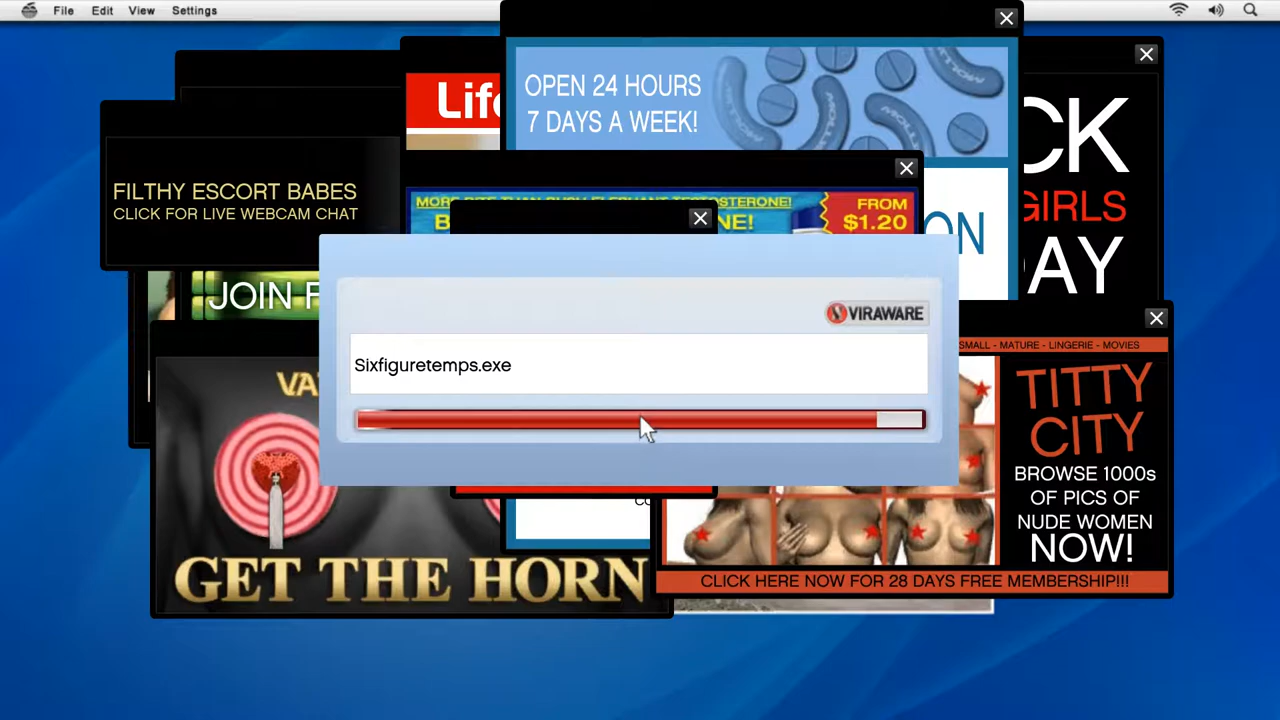 File Edit View Settings
OPEN 24 HOURS
7 DAYS A WEEK!
FILTHY ESCORT BABES
CLICK FOR LIVE WEBCAM CHAT
FROM
$1.20
GIRLS
JOIN
VIRAWARE
Sixfiguretemps.exe
SMALL - MATURE - LINGERIE - MOVIES
TITTY
CITY
BROWSE 1000s
OF PICS OF
NUDE WOMEN
NOW!
GET THE HORN
CLICK HERE NOW FOR 28 DAYS FREE MEMBERSHIP!!!